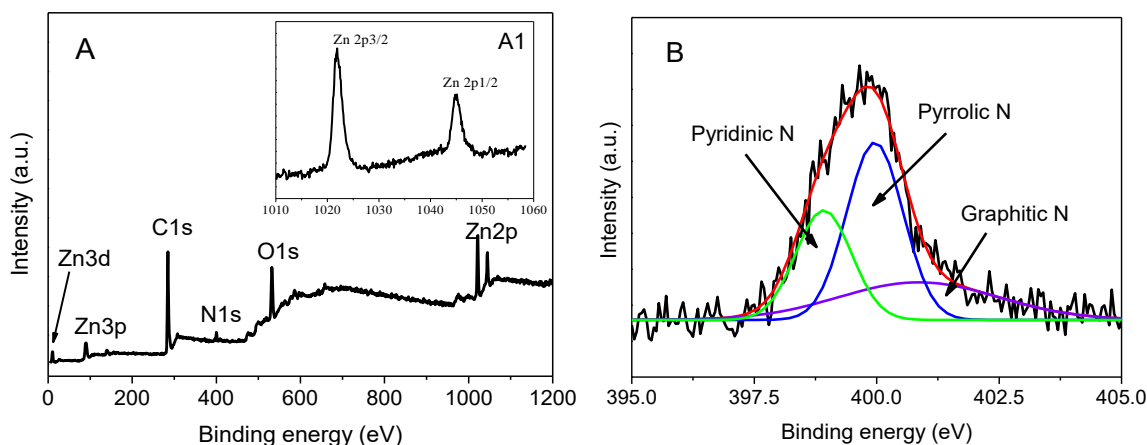 A
A1
Zn 2p3/2
Zn 2p1/2
1010 1020 1030 1040 1050 1060
Intensity (a.u.)
Zn3d
Zn3p
C1s
N1s
O1s
Zn2p
0 200 400 600 800 1000 1200
Binding energy (eV)
B
Pyridinic N
Pyrrolic N
Graphitic N
Intensity (a.u.)
395.0 397.5 400.0 402.5 405.0
Binding energy (eV)